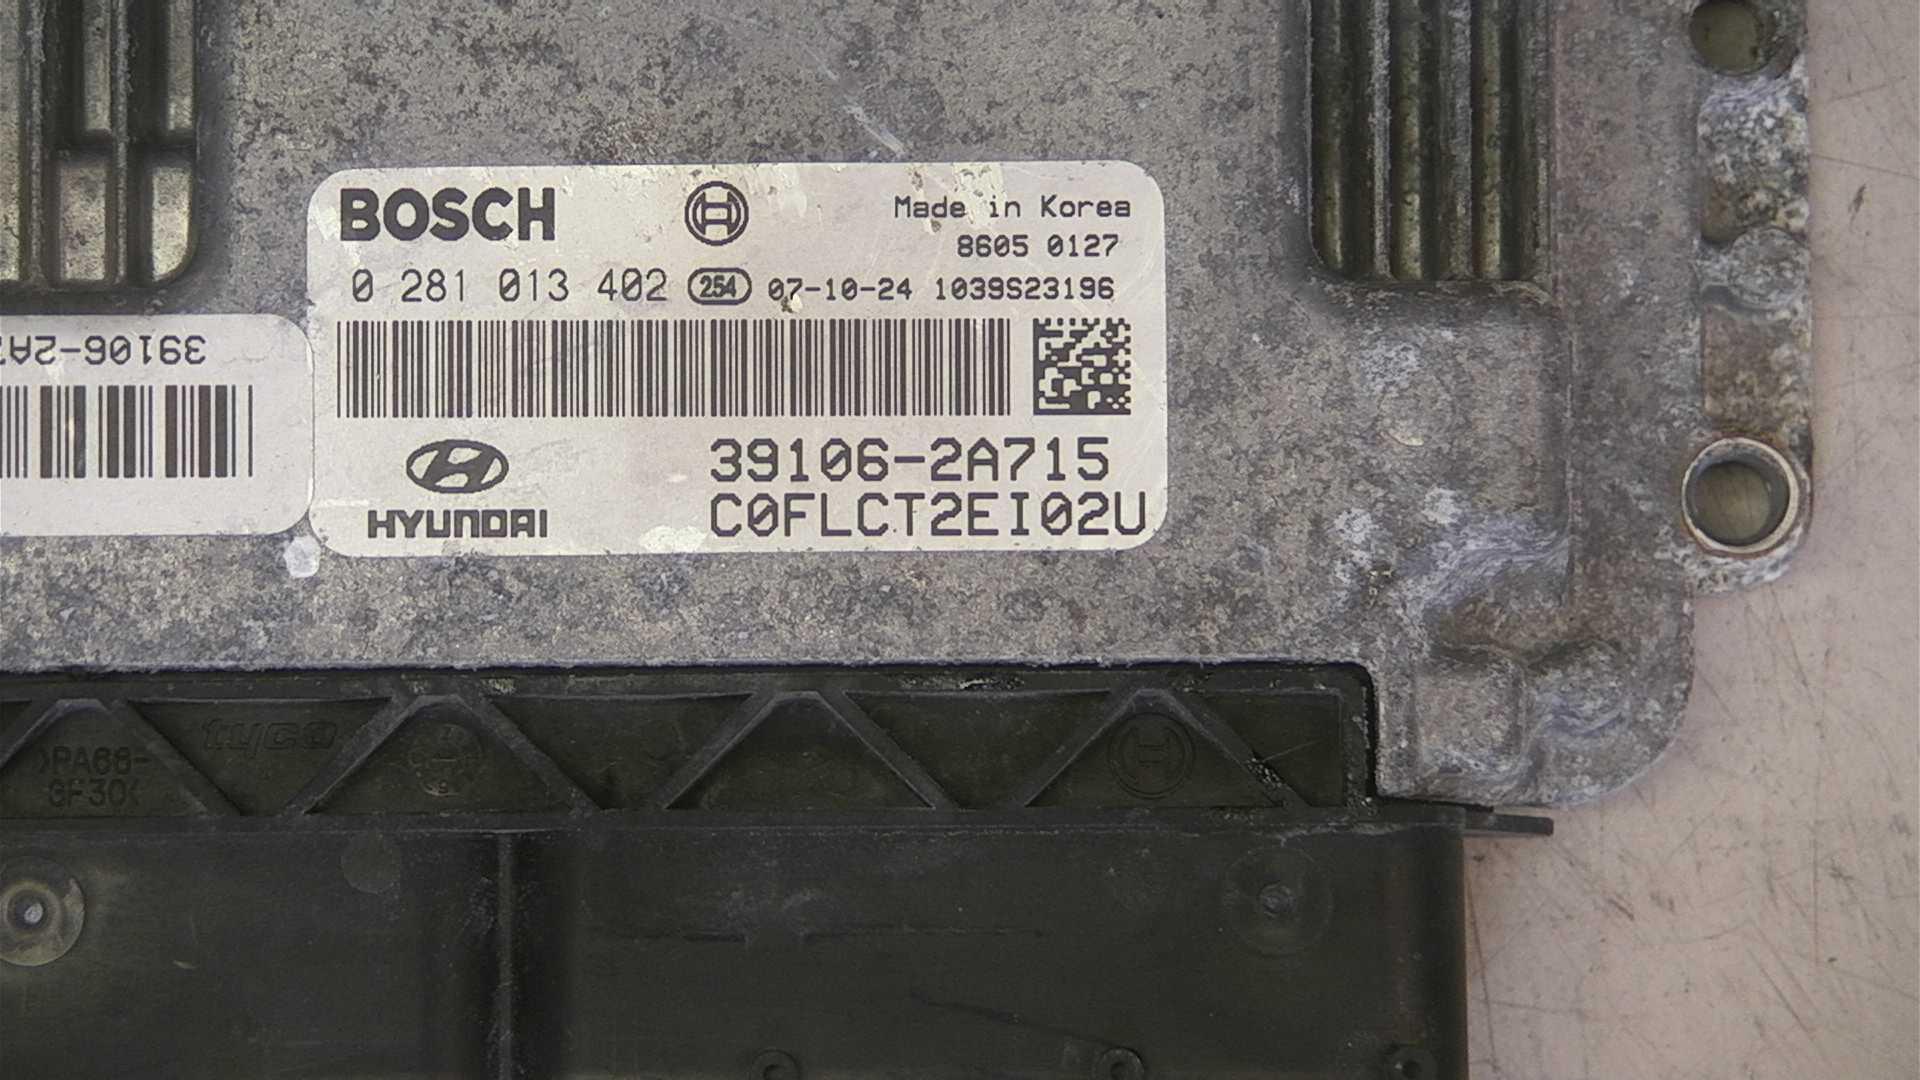 BOSCH
Made in Korea
8605 0127
0 281 013 402 254 07-10-24 1039S23196
39106-2A
39106-2A715
HYUNDAI
C0FLCT2EI02U
tyco
>PA66-
GF30<